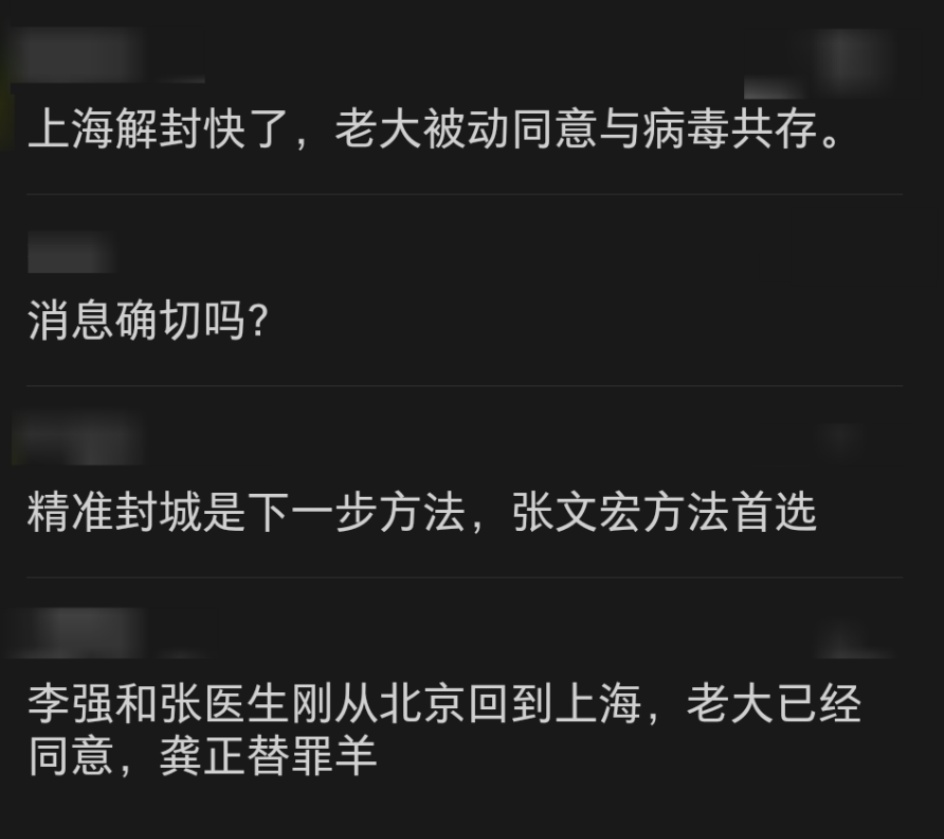 上海解封快了，老大被动同意与病毒共存。
消息确切吗？
精准封城是下一步方法，张文宏方法首选
李强和张医生刚从北京回到上海，老大已经
同意，龚正替罪羊